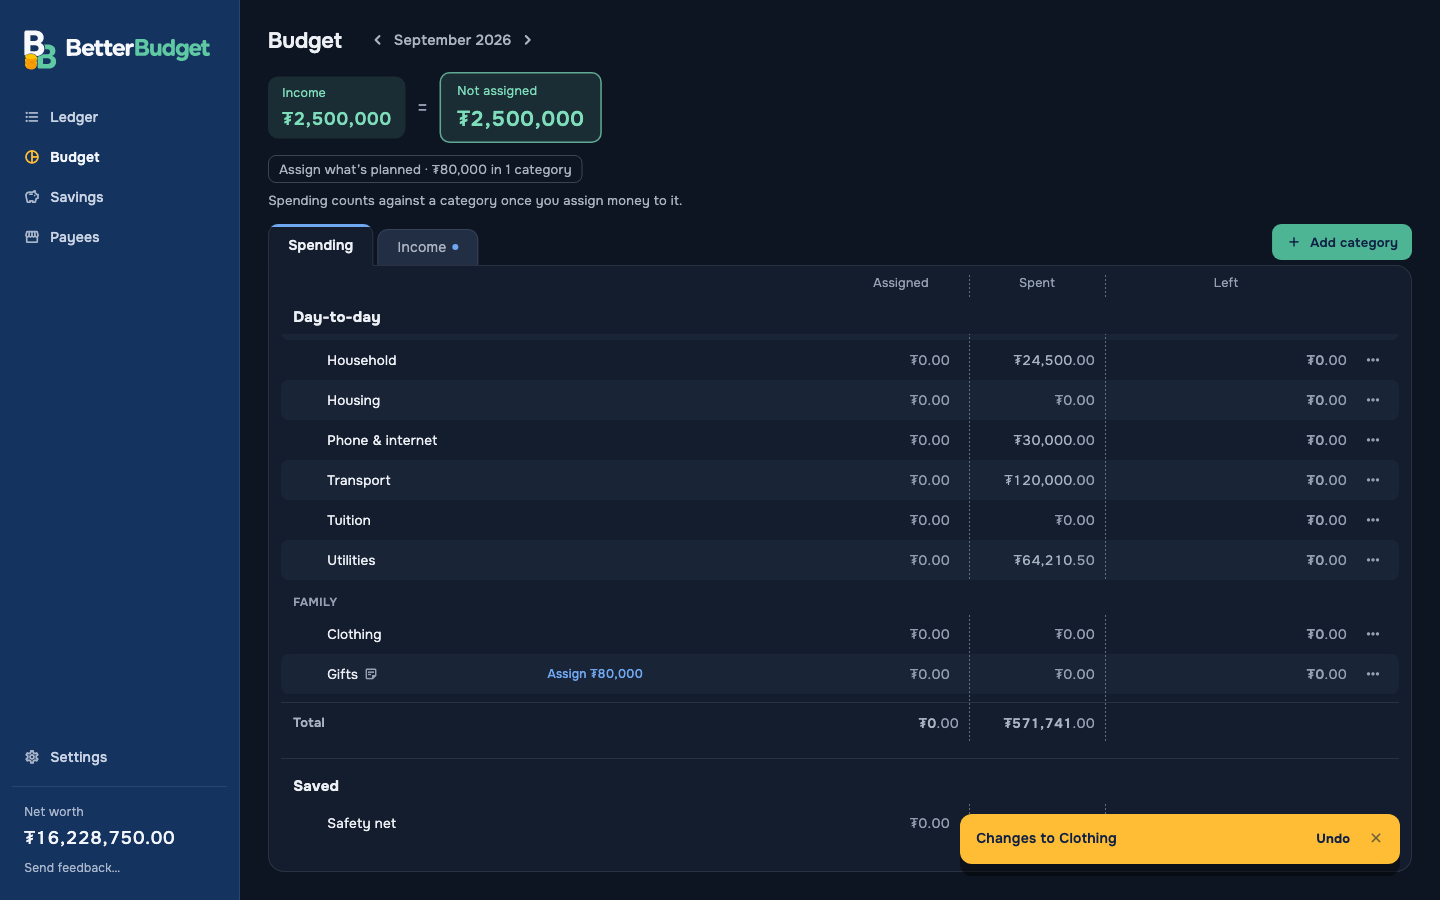 BB BetterBudget
Ledger
Budget
Savings
Payees
Settings
Net worth
₮16,228,750.00
Send feedback...
Budget
September 2026
Income
₮2,500,000
=
Not assigned
₮2,500,000
Assign what's planned · ₮80,000 in 1 category
Spending counts against a category once you assign money to it.
Spending
Income
+ Add category
Assigned Spent Left
Day-to-day
Household ₮0.00 ₮24,500.00 ₮0.00
Housing ₮0.00 ₮0.00 ₮0.00
Phone & internet ₮0.00 ₮30,000.00 ₮0.00
Transport ₮0.00 ₮120,000.00 ₮0.00
Tuition ₮0.00 ₮0.00 ₮0.00
Utilities ₮0.00 ₮64,210.50 ₮0.00
FAMILY
Clothing ₮0.00 ₮0.00 ₮0.00
Gifts Assign ₮80,000 ₮0.00 ₮0.00 ₮0.00
Total ₮0.00 ₮571,741.00
Saved
Safety net ₮0.00
Changes to Clothing Undo